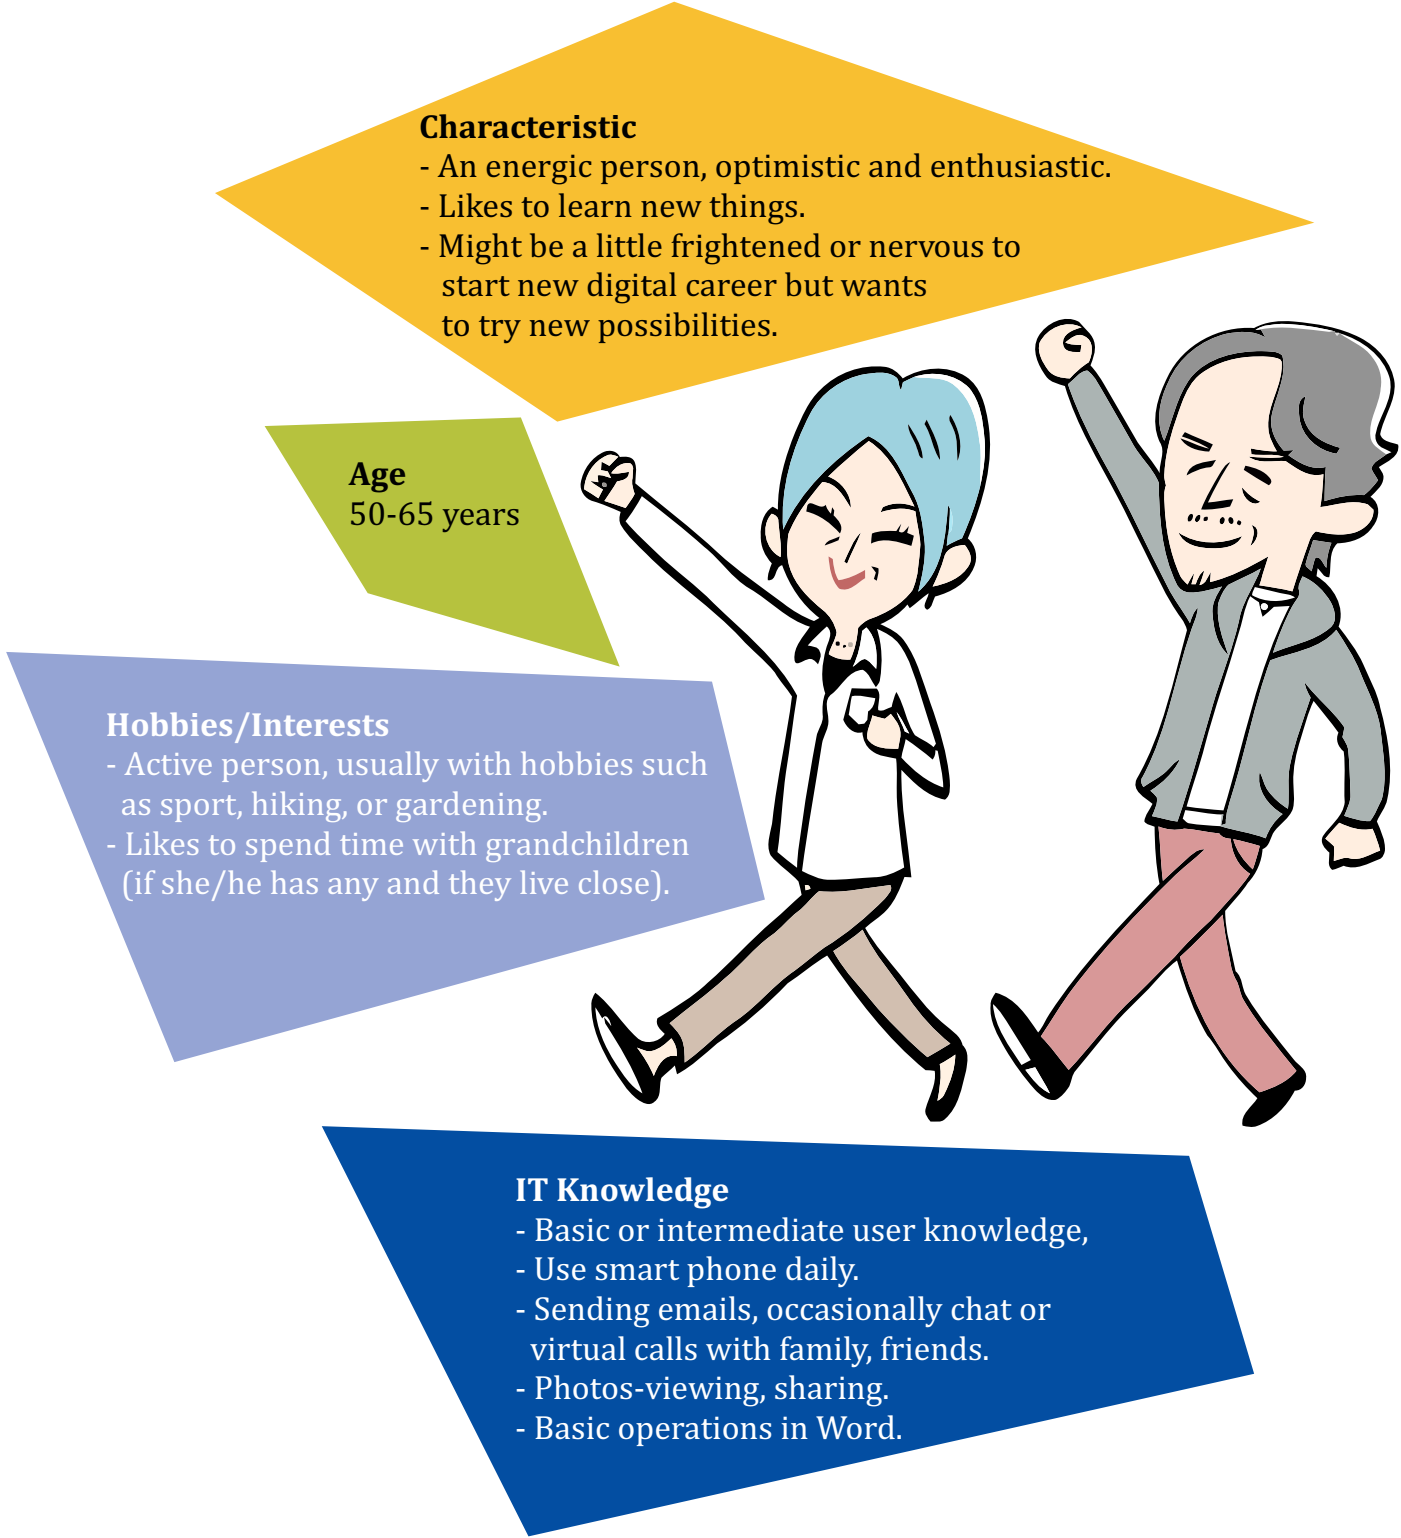 Characteristic
- An energic person, optimistic and enthusiastic.
- Likes to learn new things.
- Might be a little frightened or nervous to
start new digital career but wants
to try new possibilities.
Age
50-65 years
Hobbies/Interests
- Active person, usually with hobbies such
as sport, hiking, or gardening.
- Likes to spend time with grandchildren
(if she/he has any and they live close).
IT Knowledge
- Basic or intermediate user knowledge,
- Use smart phone daily.
- Sending emails, occasionally chat or
virtual calls with family, friends.
- Photos-viewing, sharing.
- Basic operations in Word.